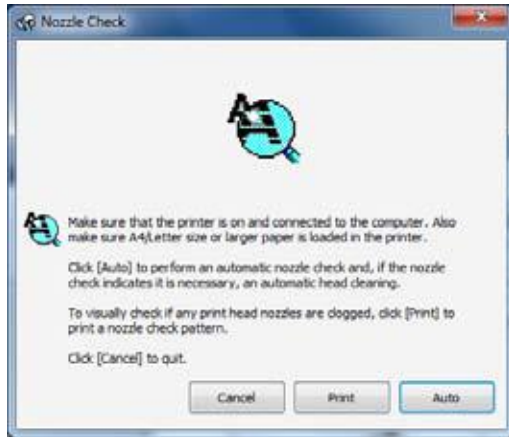 Nozzle Check
Make sure that the printer is on and connected to the computer. Also
make sure A4/Letter size or larger paper is loaded in the printer.
Click [Auto] to perform an automatic nozzle check and, if the nozzle
check indicates it is necessary, an automatic head cleaning.
To visually check if any print head nozzles are clogged, click [Print] to
print a nozzle check pattern.
Click [Cancel] to quit.
Cancel Print Auto